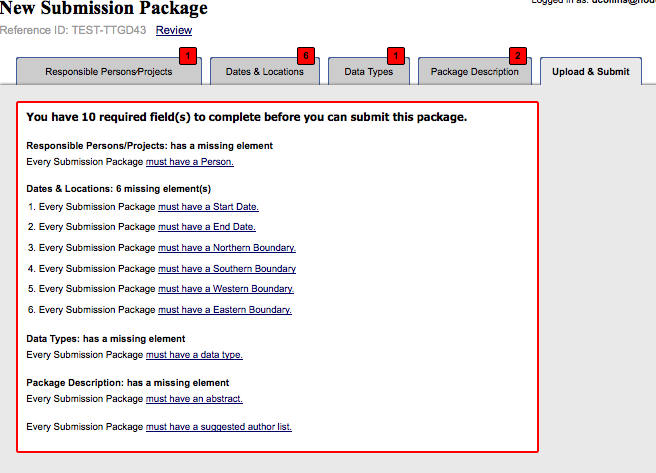 New Submission Package
Logged in as:
Reference ID: TEST-TTGD43 Review
1 6 1 2
Responsible Persons/Projects Dates & Locations Data Types Package Description Upload & Submit
You have 10 required field(s) to complete before you can submit this package.
Responsible Persons/Projects: has a missing element
Every Submission Package must have a Person.
Dates & Locations: 6 missing element(s)
1. Every Submission Package must have a Start Date.
2. Every Submission Package must have a End Date.
3. Every Submission Package must have a Northern Boundary.
4. Every Submission Package must have a Southern Boundary
5. Every Submission Package must have a Western Boundary.
6. Every Submission Package must have a Eastern Boundary.
Data Types: has a missing element
Every Submission Package must have a data type.
Package Description: has a missing element
Every Submission Package must have an abstract.
Every Submission Package must have a suggested author list.